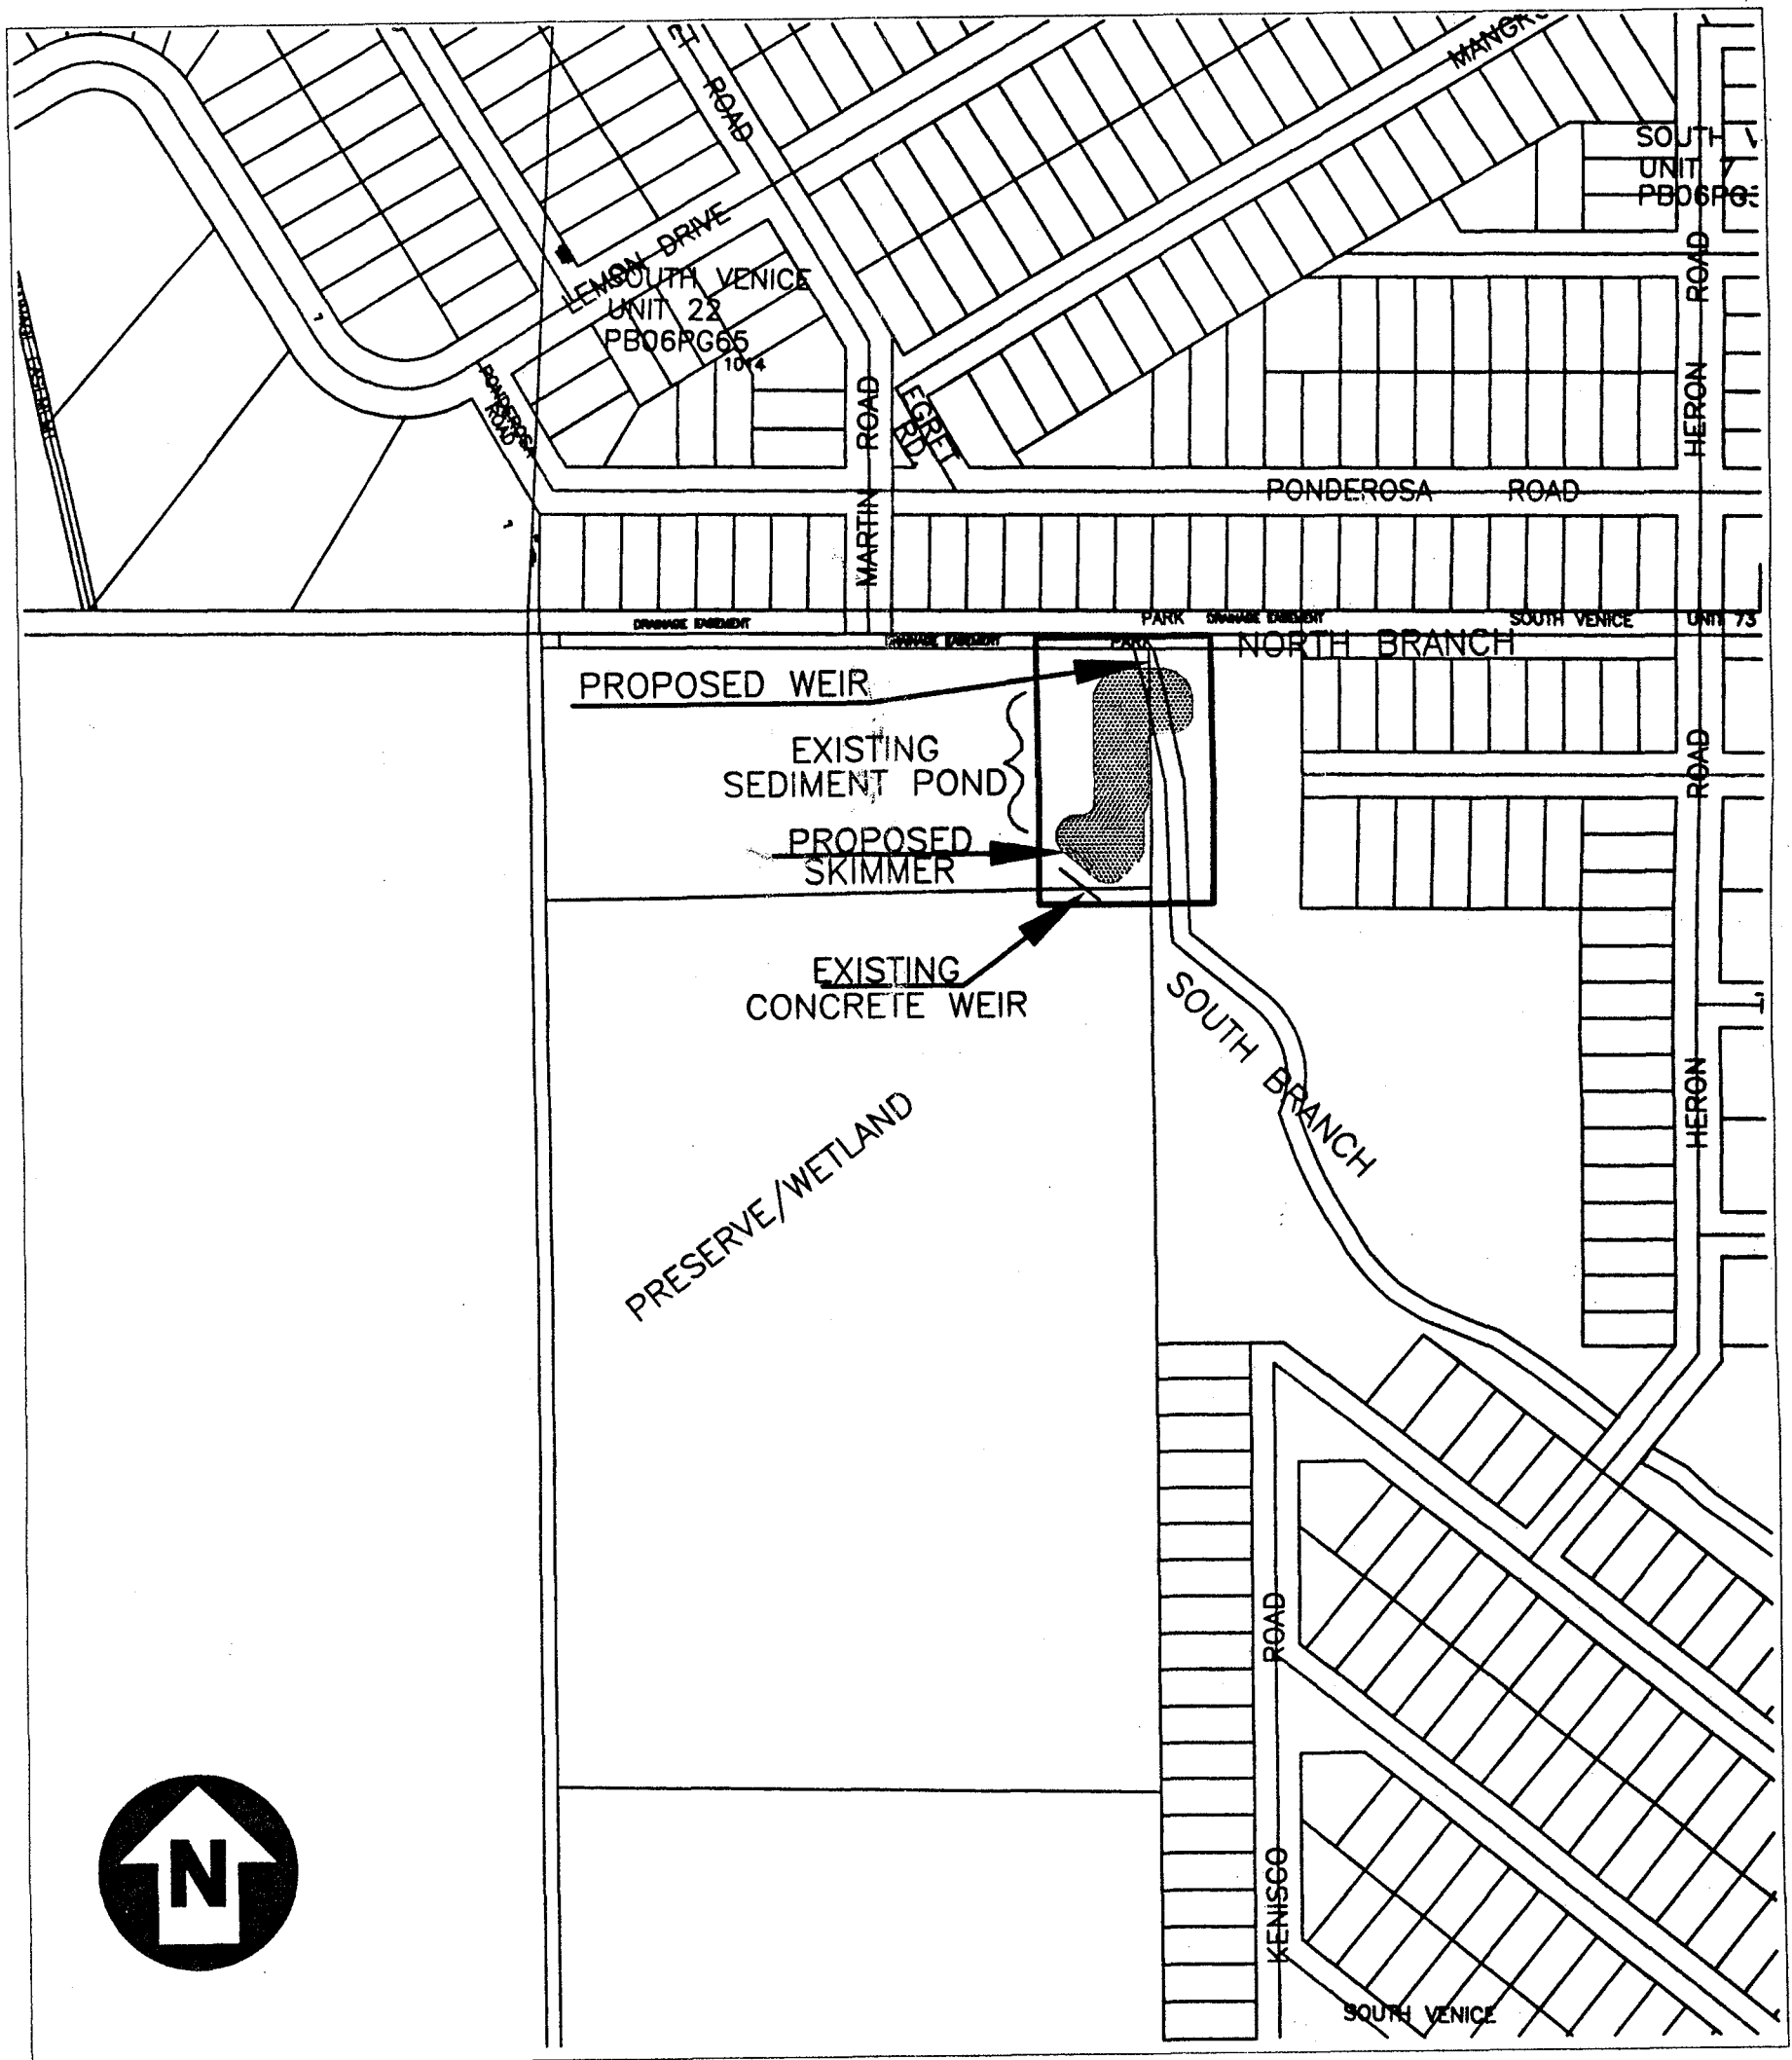 MANGR
ET ROAD
SOUTH V
UNIT 7
PB06PG
LEMON DRIVE
SOUTH VENICE
UNIT 22
PB06PG65
1014
HERON ROAD
PONDEROSA
ROAD
MARTIN ROAD
EGRET
RD
PONDEROSA ROAD
DRAINAGE EASEMENT
PARK
DRAINAGE EASEMENT
SOUTH VENICE
UNIT 73
DRAINAGE EASEMENT
PARK
NORTH BRANCH
PROPOSED WEIR
EXISTING
SEDIMENT POND
PROPOSED
SKIMMER
EXISTING
CONCRETE WEIR
SOUTH BRANCH
HERON ROAD
PRESERVE/WETLAND
KENISCO ROAD
N
SOUTH VENICE